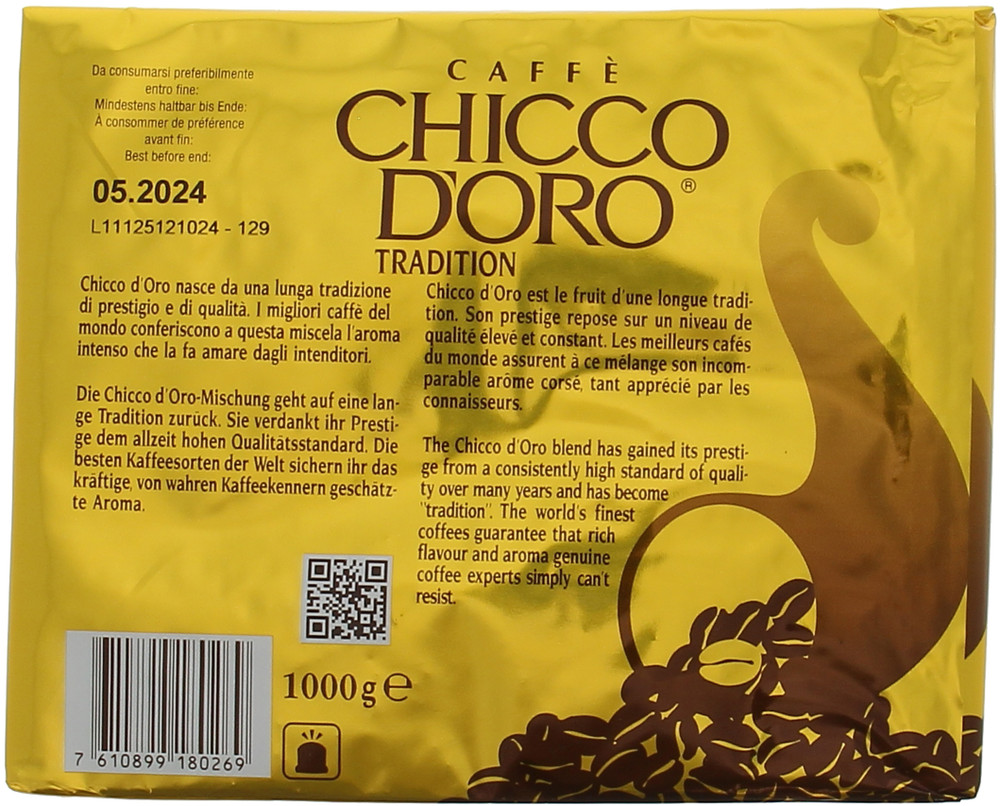 Da consumarsi preferibilmente
entro fine:
Mindestens haltbar bis Ende:
À consommer de préférence
avant fin:
Best before end:
05.2024
L11125121024 - 129
CAFFÈ
CHICCO
D'ORO®
TRADITION
Chicco d'Oro nasce da una lunga tradizione
di prestigio e di qualità. I migliori caffè del
mondo conferiscono a questa miscela l'aroma
intenso che la fa amare dagli intenditori.
Die Chicco d'Oro-Mischung geht auf eine lan-
ge Tradition zurück. Sie verdankt ihr Presti-
ge dem allzeit hohen Qualitätsstandard. Die
besten Kaffeesorten der Welt sichern ihr das
kräftige, von wahren Kaffeekennern geschätz-
te Aroma.
Chicco d'Oro est le fruit d'une longue tradi-
tion. Son prestige repose sur un niveau de
qualité élevé et constant. Les meilleurs cafés
du monde assurent à ce mélange son incom-
parable arôme corsé, tant apprécié par les
connaisseurs.
The Chicco d'Oro blend has gained its presti-
ge from a consistently high standard of quali-
ty over many years and has become
"tradition". The world's finest
coffees guarantee that rich
flavour and aroma genuine
coffee experts simply can't
resist.
1000 g e
7 610899 180269